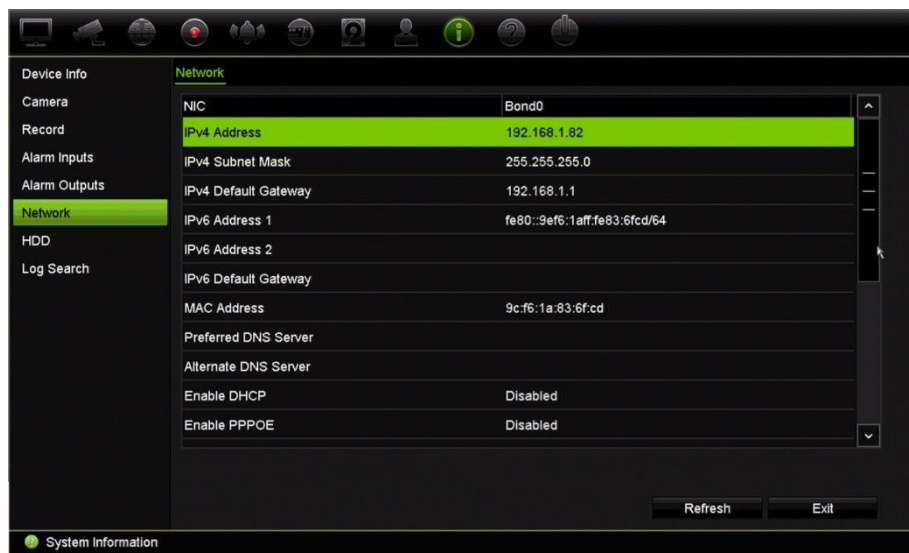 Device Info
Camera
Record
Alarm Inputs
Alarm Outputs
Network
HDD
Log Search
Network
NIC Bond0
IPv4 Address 192.168.1.82
IPv4 Subnet Mask 255.255.255.0
IPv4 Default Gateway 192.168.1.1
IPv6 Address 1 fe80::9ef6:1aff:fe83:6fcd/64
IPv6 Address 2
IPv6 Default Gateway
MAC Address 9c:f6:1a:83:6f:cd
Preferred DNS Server
Alternate DNS Server
Enable DHCP Disabled
Enable PPPOE Disabled
Refresh Exit
System Information